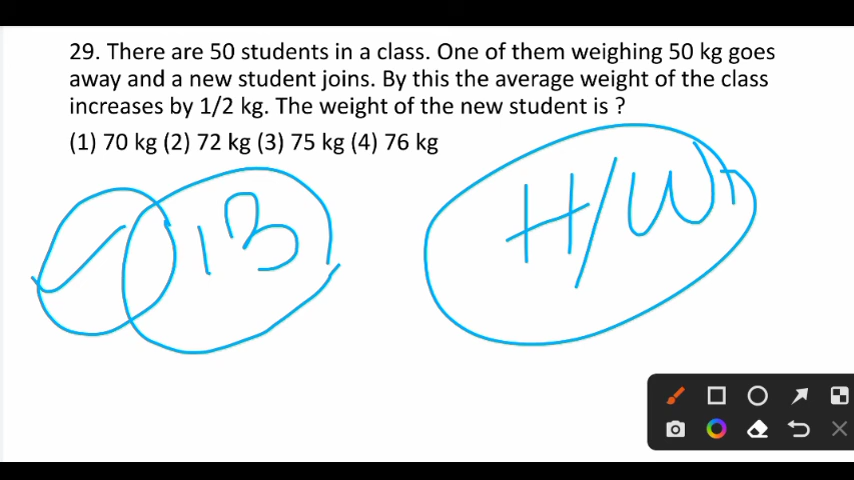 29. There are 50 students in a class. One of them weighing 50 kg goes
away and a new student joins. By this the average weight of the class
increases by 1/2 kg. The weight of the new student is ?
(1) 70 kg (2) 72 kg (3) 75 kg (4) 76 kg
13
H/W